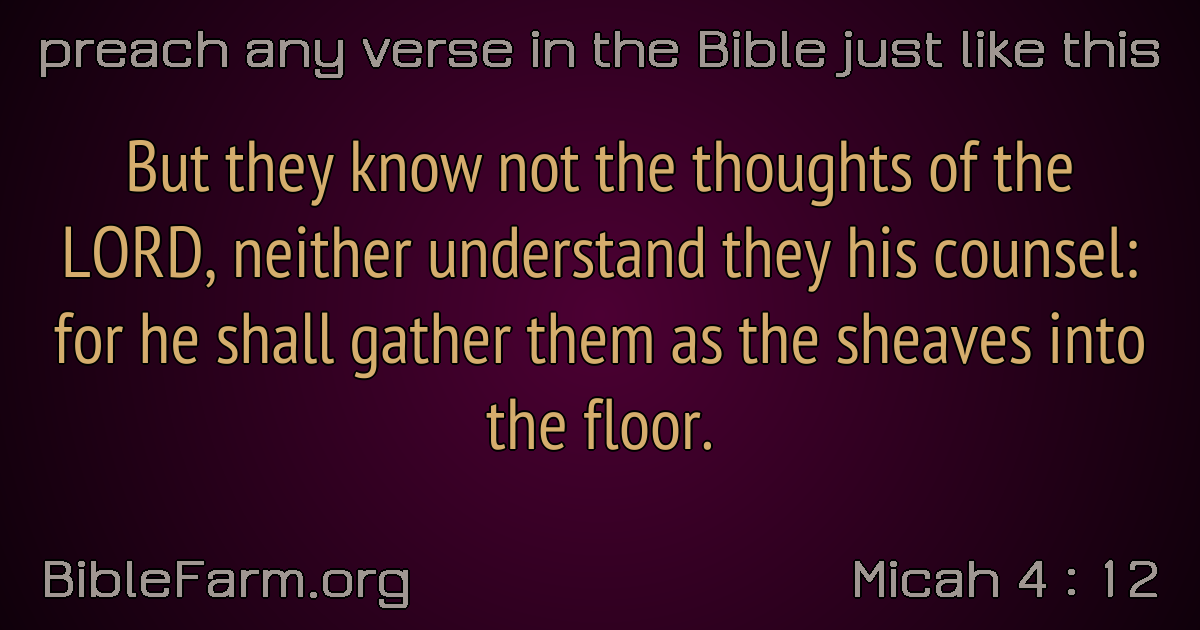 preach any verse in the Bible just like this
But they know not the thoughts of the
LORD, neither understand they his counsel:
for he shall gather them as the sheaves into
the floor.
BibleFarm.org
Micah 4 : 12